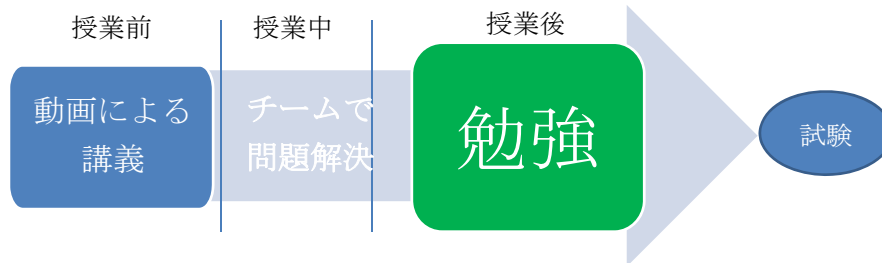 授業前
授業中
授業後
動画による
講義
チームで
問題解決
勉強
試験